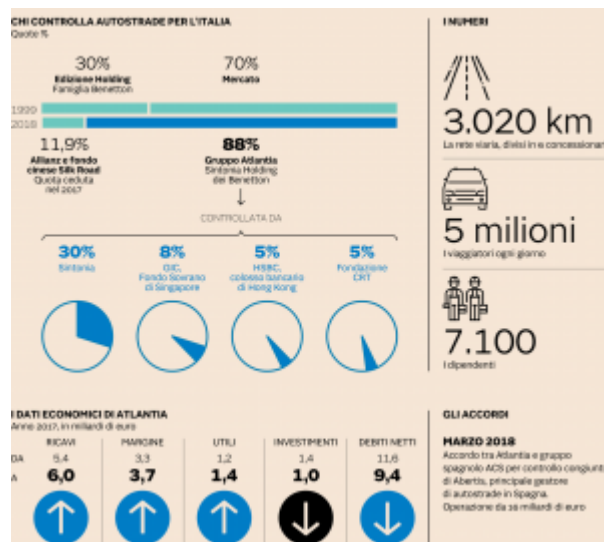 CHI CONTROLLA AUTOSTRADE PER L'ITALIA
Quote %
30%
Edizione Holding
Famiglia Benetton
70%
Mercato
1999
2018
11,9%
Allianz e fondo
cinese Silk Road
Quota ceduta
nel 2017
88%
Gruppo Atlantia
Sintonia Holding
dei Benetton
CONTROLLATA DA
30%
Sintonia
8%
GIC,
Fondo Sovrano
di Singapore
5%
HSBC,
colosso bancario
di Hong Kong
5%
Fondazione
CRT
I NUMERI
3.020 km
La rete viaria, divisi in e concessionar
5 milioni
I viaggiatori ogni giorno
7.100
I dipendenti
I DATI ECONOMICI DI ATLANTIA
Anno 2017, in miliardi di euro
RICAVI
MARGINE
UTILI
INVESTIMENTI
DEBITI NETTI
DA
5,4
3,3
1,2
1,4
11,6
A
6,0
3,7
1,4
1,0
9,4
GLI ACCORDI
MARZO 2018
Accordo tra Atlantia e gruppo
spagnolo ACS per controllo congiunt
di Abertis, principale gestore
di autostrade in Spagna.
Operazione da miliardi di euro